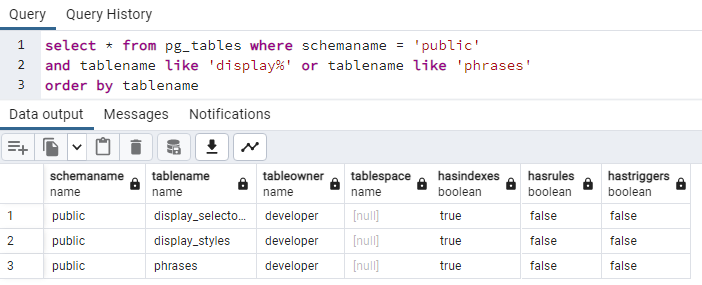 Query Query History
1 select * from pg_tables where schemaname = 'public'
2 and tablename like 'display%' or tablename like 'phrases'
3 order by tablename
Data output Messages Notifications
schemaname tablename tableowner tablespace hasindexes hasrules hastriggers
name name name name boolean boolean boolean
1 public display_selecto... developer [null] true false false
2 public display_styles developer [null] true false false
3 public phrases developer [null] true false false